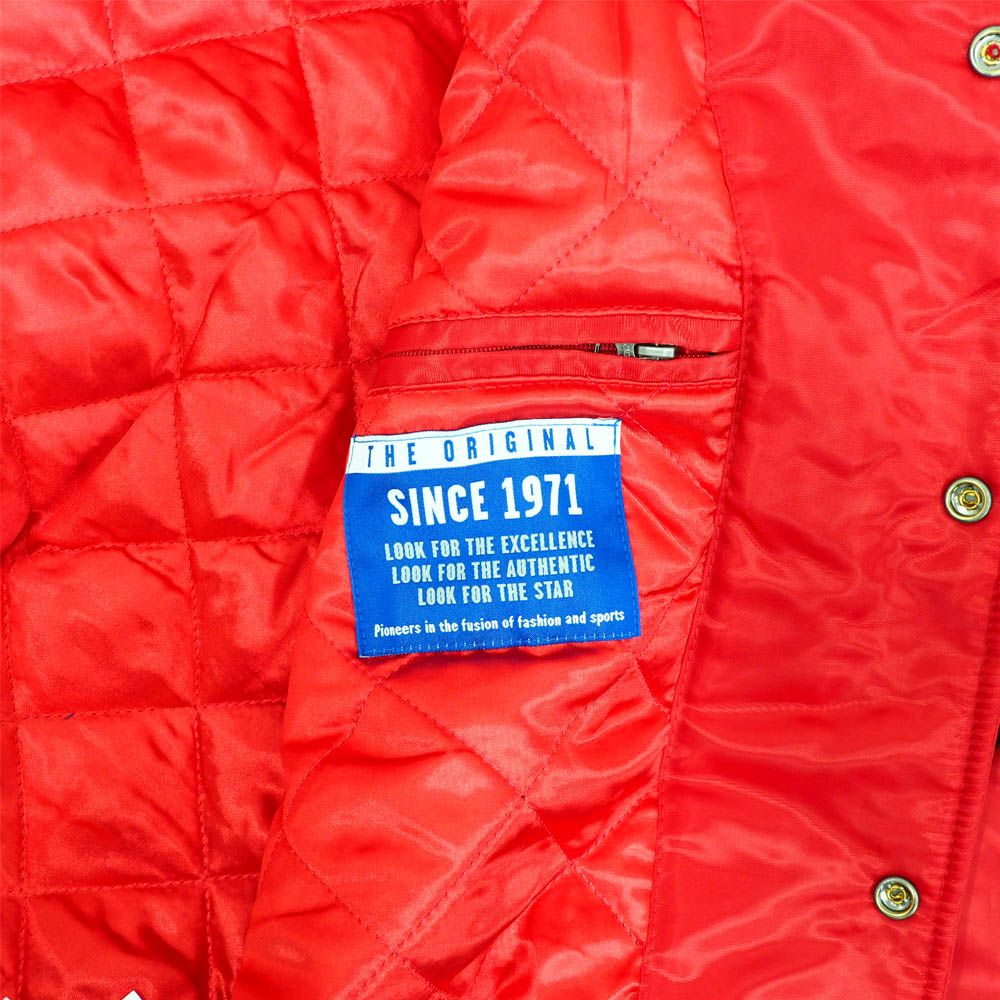 THE ORIGINAL
SINCE 1971
LOOK FOR THE EXCELLENCE
LOOK FOR THE AUTHENTIC
LOOK FOR THE STAR
Pioneers in the fusion of fashion and sports